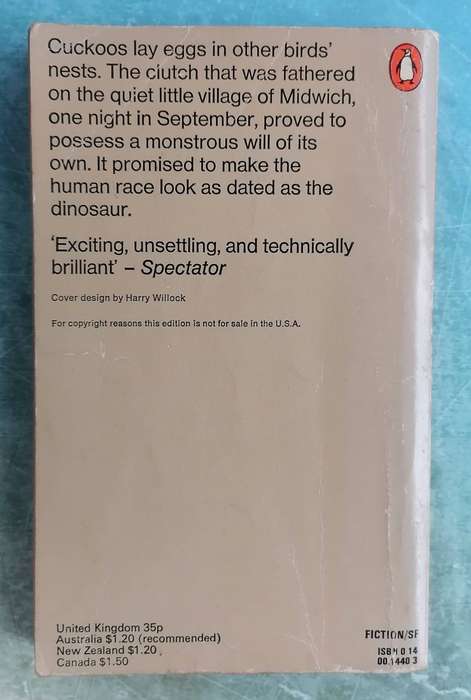 Cuckoos lay eggs in other birds'
nests. The clutch that was fathered
on the quiet little village of Midwich,
one night in September, proved to
possess a monstrous will of its
own. It promised to make the
human race look as dated as the
dinosaur.
'Exciting, unsettling, and technically
brilliant' – Spectator
Cover design by Harry Willock
For copyright reasons this edition is not for sale in the U.S.A.
United Kingdom 35p
Australia $1.20 (recommended)
New Zealand $1.20
Canada $1.50
FICTION/SF
ISBN 0 14
00.1440 3